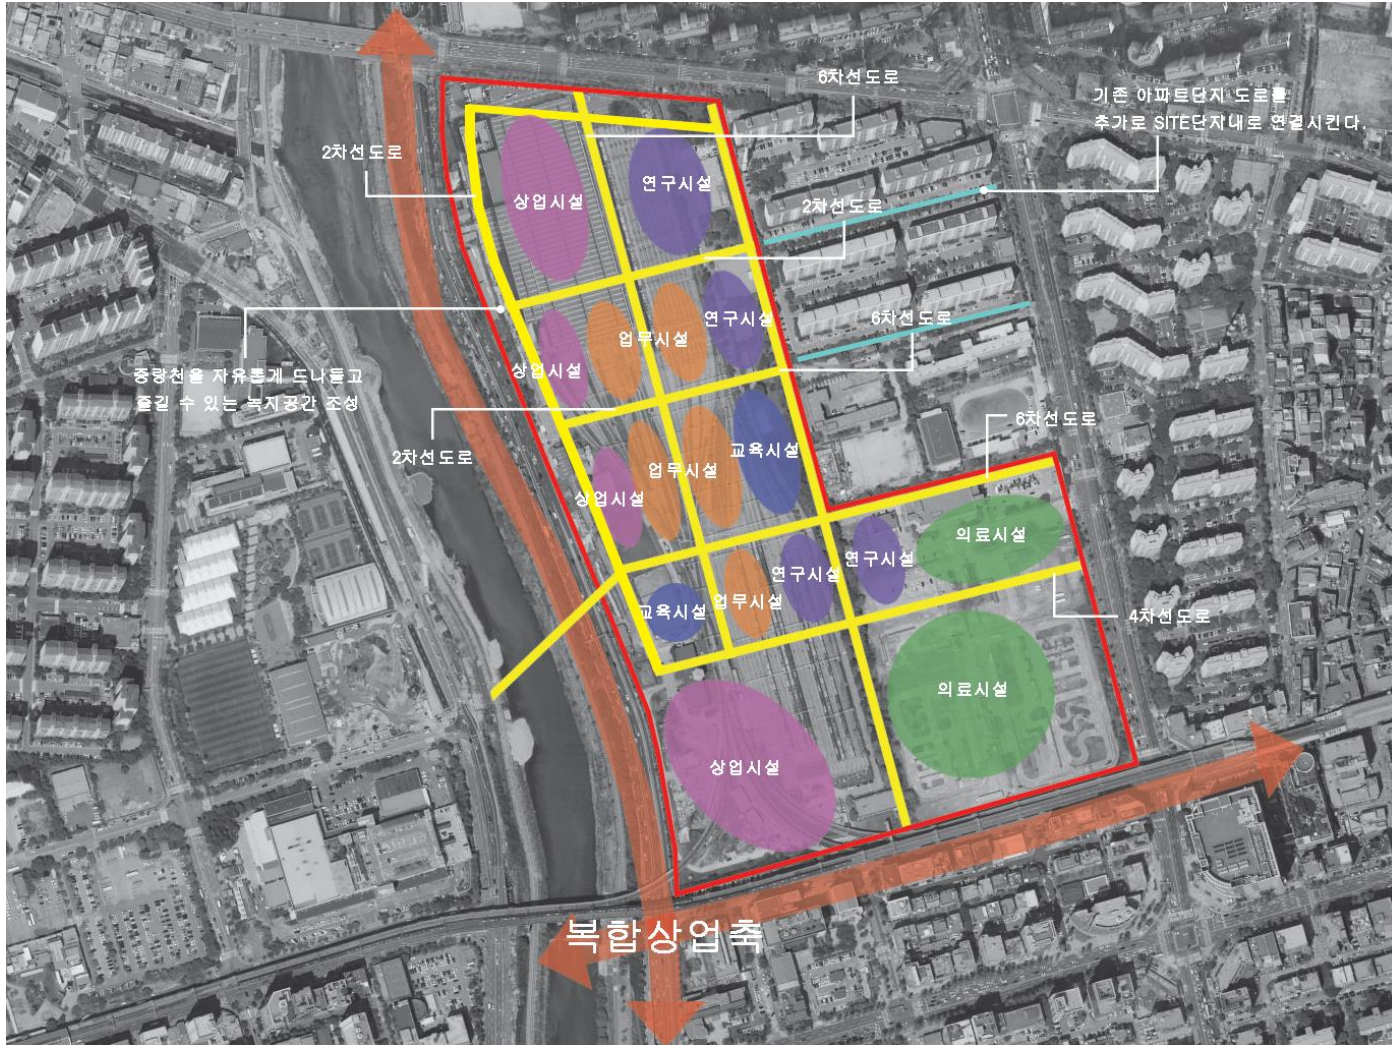 6차선도로
기존 아파트단지 도로를
추가로 SITE단지내로 연결시킨다.
2차선도로
연구시설
상업시설
2차선도로
연구시설
6차선도로
업무시설
상업시설
중랑천을 자유롭게 드나들고
즐길 수 있는 녹지공간 조성
6차선도로
교육시설
2차선도로
업무시설
상업시설
의료시설
연구시설
연구시설
업무시설
교육시설
4차선도로
의료시설
상업시설
복합상업축